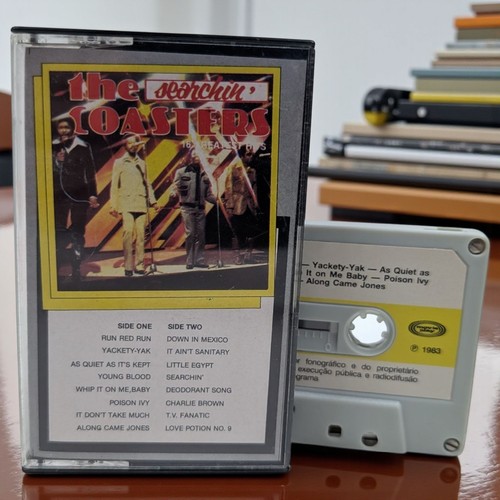 the searchin'
COASTERS
16 GREATEST HITS
SIDE ONE
RUN RED RUN
YACKETY-YAK
AS QUIET AS IT'S KEPT
YOUNG BLOOD
WHIP IT ON ME,BABY
POISON IVY
IT DON'T TAKE MUCH
ALONG CAME JONES
SIDE TWO
DOWN IN MEXICO
IT AIN'T SANITARY
LITTLE EGYPT
SEARCHIN'
DEODORANT SONG
CHARLIE BROWN
T.V. FANATIC
LOVE POTION NO. 9
— Yackety-Yak — As Quiet as
It on Me Baby — Poison Ivy
— Along Came Jones
℗ 1983
fonográfico e do proprietário
execução pública e radiodifusão